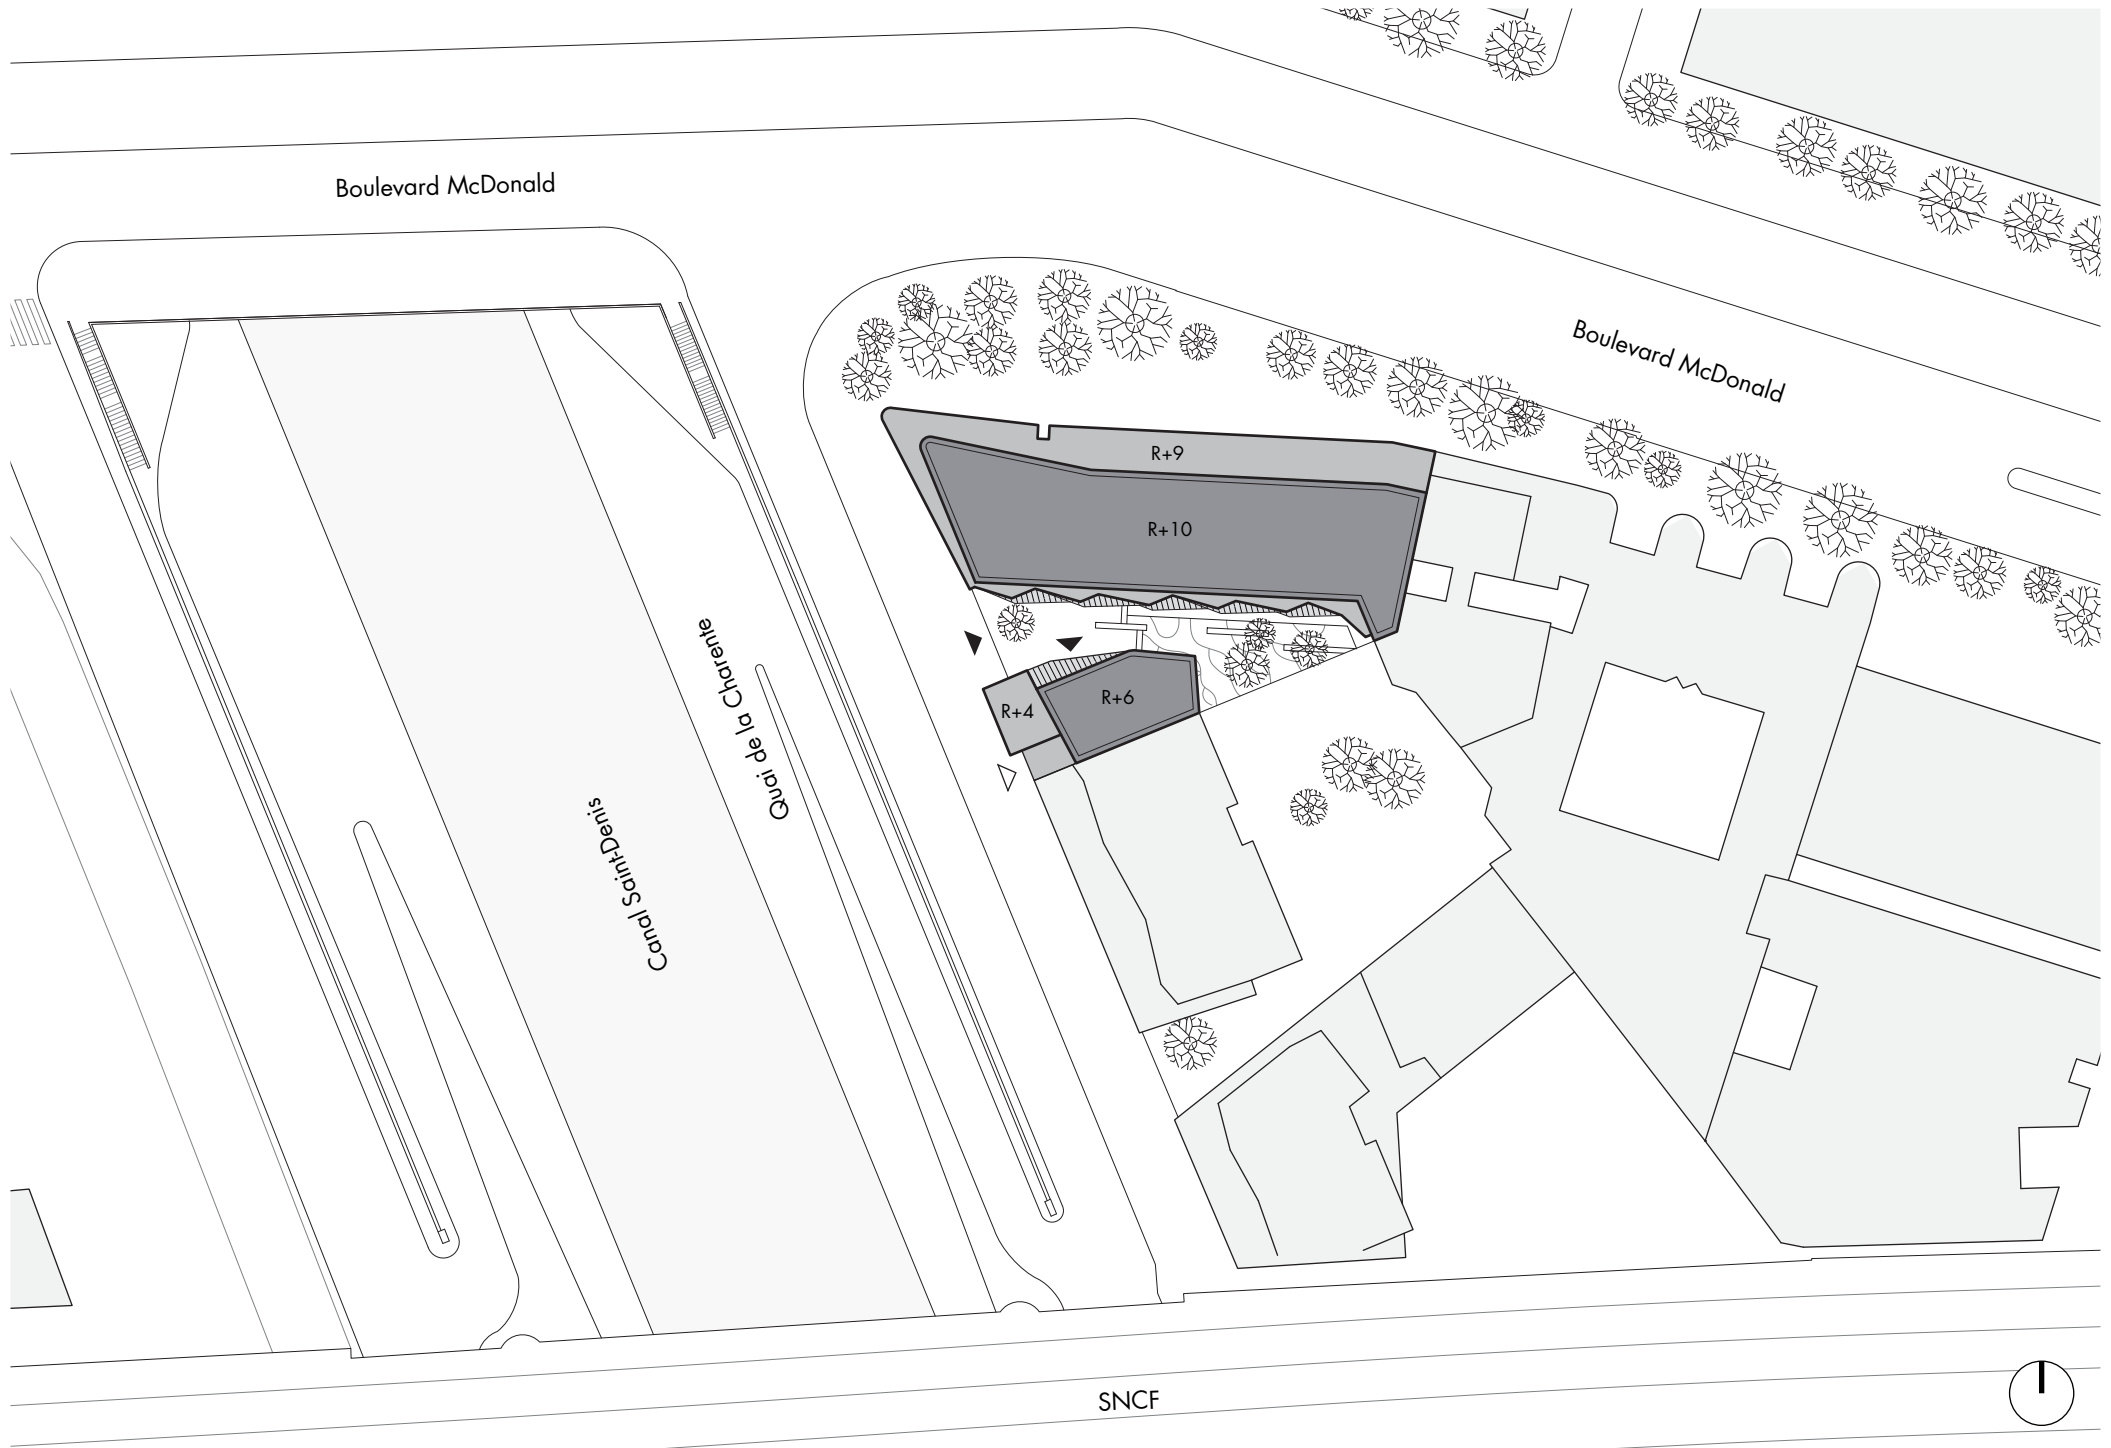 Boulevard McDonald
Boulevard McDonald
R+9
R+10
R+6
R+4
Quai de la Charente
Canal Saint-Denis
SNCF